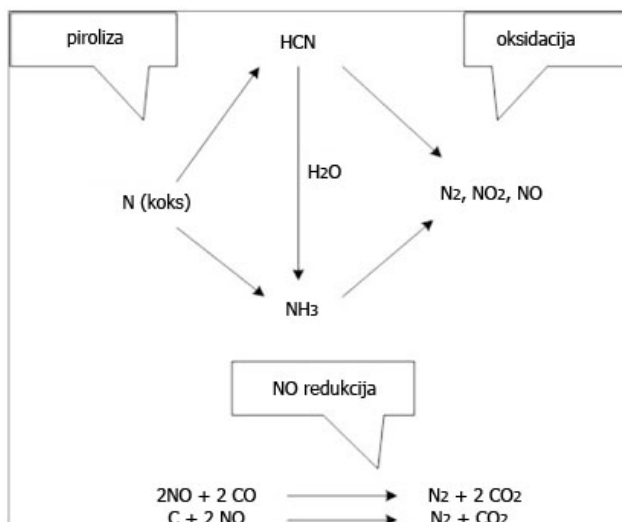 piroliza
HCN
oksidacija
H2O
N (koks)
N2, NO2, NO
NH3
NO redukcija
2NO + 2 CO → N2 + 2 CO2
C + 2 NO → N2 + CO2